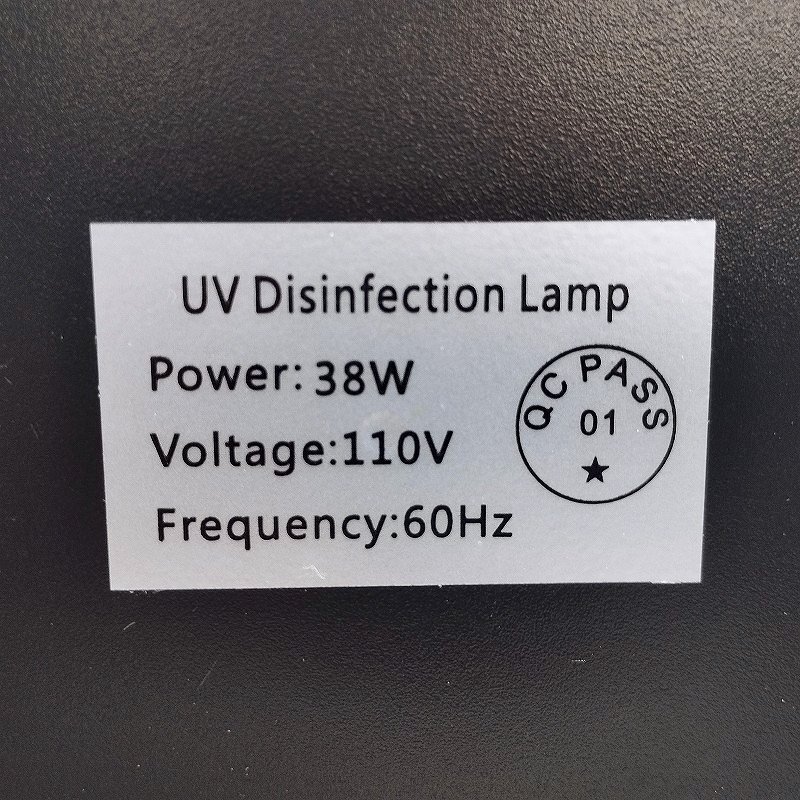 UV Disinfection Lamp
Power: 38W
Voltage:110V
Frequency:60Hz
QC PASS
01